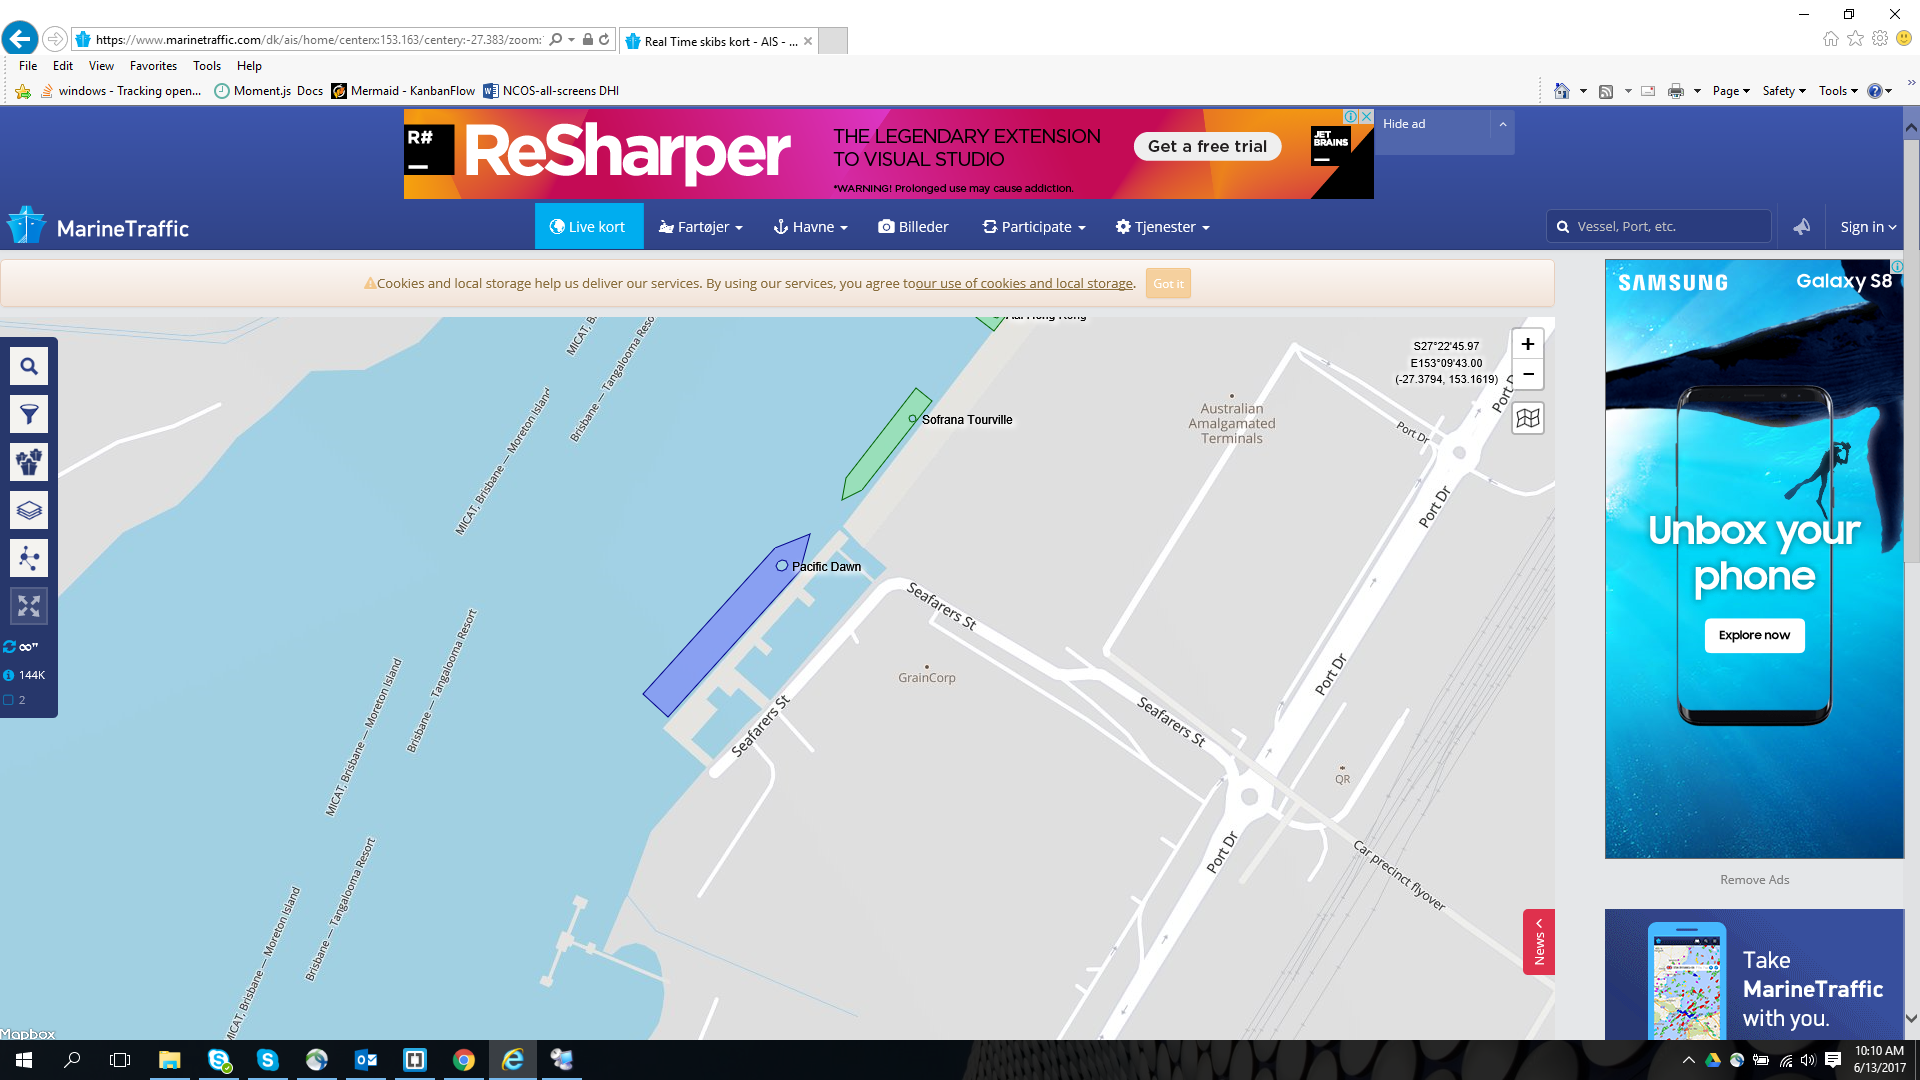 https://www.marinetraffic.com/dk/ais/home/centerx:153.163/centery:-27.383/zoom:
Real Time skibs kort - AIS - ...
File Edit View Favorites Tools Help
windows - Tracking open... Moment.js Docs Mermaid - KanbanFlow NCOS-all-screens DHI
Page Safety Tools
R#
ReSharper
THE LEGENDARY EXTENSION
TO VISUAL STUDIO
*WARNING! Prolonged use may cause addiction.
Get a free trial
JET
BRAINS
Hide ad
MarineTraffic
Live kort Fartøjer Havne Billeder Participate Tjenester
Vessel, Port, etc.
Sign in
Cookies and local storage help us deliver our services. By using our services, you agree toour use of cookies and local storage. Got it
MICAT, B
Brisbane — Tangalooma Reso
Hong Kong
S27°22'45.97
E153°09'43.00
(-27.3794, 153.1619)
+
−
Port D
MICAT, Brisbane — Moreton Island
Sofrana Tourville
Australian
Amalgamated
Terminals
Port Dr
Port Dr
Pacific Dawn
Seafarers St
Brisbane — Tangalooma Resort
MICAT, Brisbane — Moreton Island
GrainCorp
Port Dr
Seafarers St
Seafarers St
QR
Port Dr
Car precinct flyover
Brisbane — Tangalooma Resort
MICAT, Brisbane — Moreton Island
∞"
144K
2
News
Mapbox
SAMSUNG
Galaxy S8
Unbox your
phone
Explore now
Remove Ads
Take
MarineTraffic
with you.
10:10 AM
6/13/2017